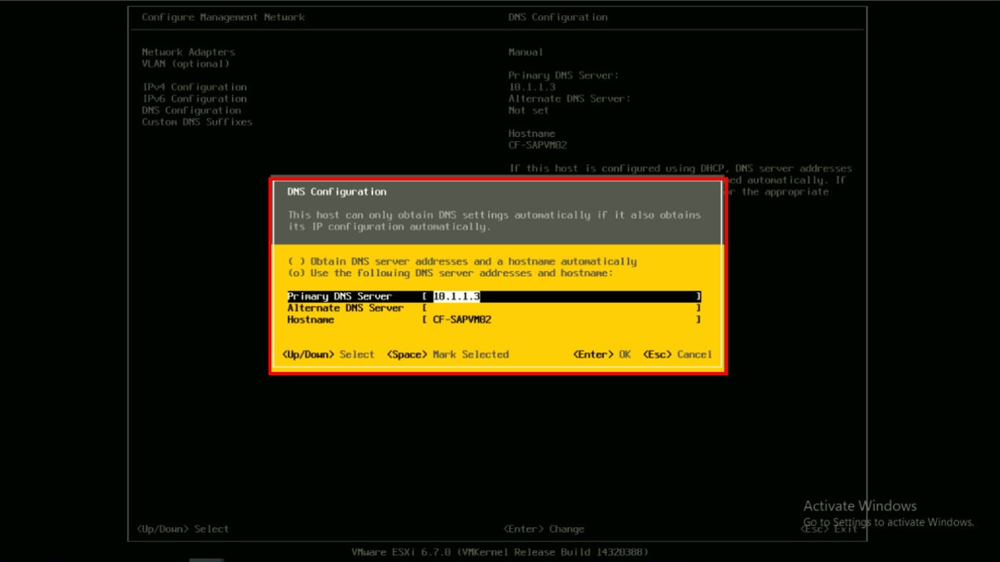 Configure Management Network
DNS Configuration
Network Adapters
VLAN (optional)
IPv4 Configuration
IPv6 Configuration
DNS Configuration
Custom DNS Suffixes
Manual
Primary DNS Server:
10.1.1.3
Alternate DNS Server:
Not set
Hostname
CF-SAPVM02
If this host is configured using DHCP, DNS server addresses
automatically. If
the appropriate
DNS Configuration
This host can only obtain DNS settings automatically if it also obtains
its IP configuration automatically.
( ) Obtain DNS server addresses and a hostname automatically
(o) Use the following DNS server addresses and hostname:
Primary DNS Server [ 10.1.1.3 ]
Alternate DNS Server [ ]
Hostname [ CF-SAPVM02 ]
<Up/Down> Select <Space> Mark Selected <Enter> OK <Esc> Cancel
Activate Windows
Go to Settings to activate Windows.
<Up/Down> Select <Enter> Change <Esc> Exit
VMware ESXi 6.7.0 (VMKernel Release Build 14320388)